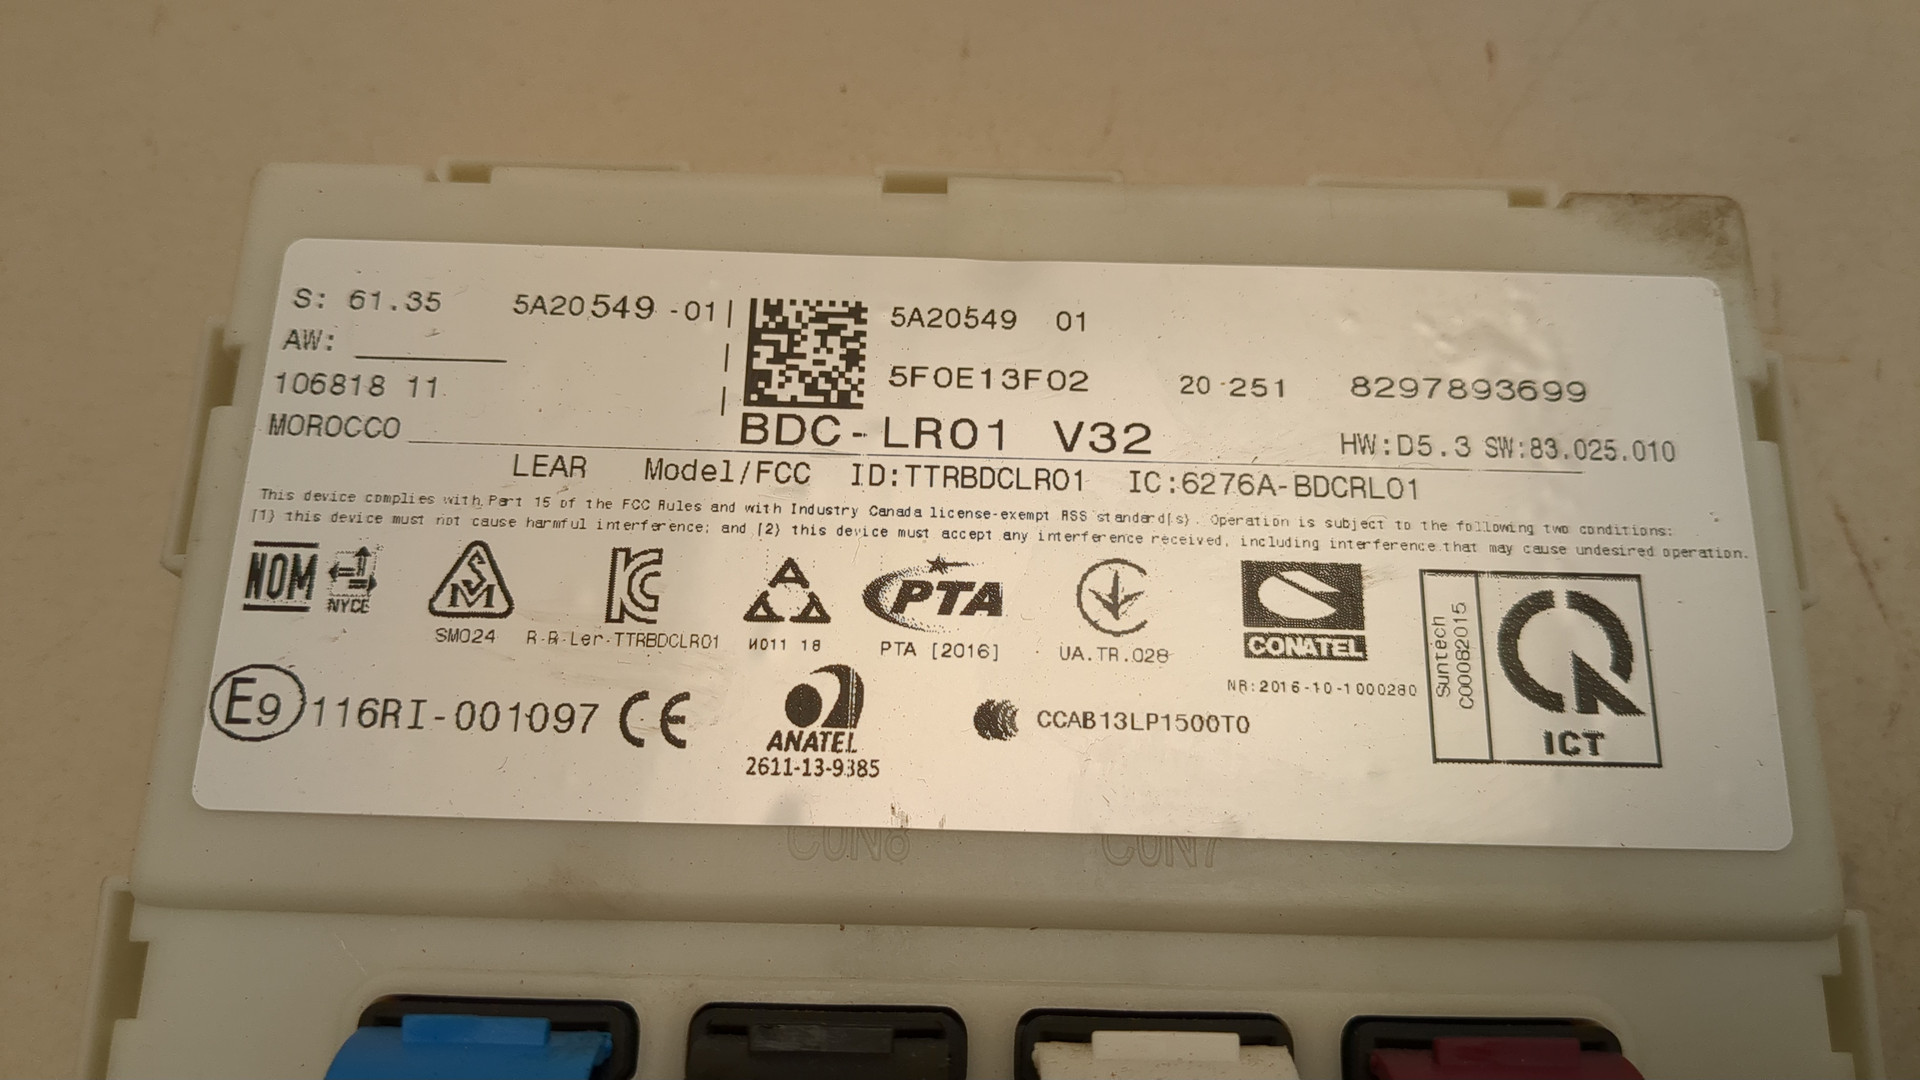 S: 61.35 5A20549-01
AW:
106818 11
MOROCCO
5A20549 01
5F0E13F02 20 251 8297893699
BDC-LR01 V32
HW:D5.3 SW:83.025.010
LEAR Model/FCC ID:TTRBDCLR01 IC:6276A-BDCRL01
This device complies with Part 15 of the FCC Rules and with Industry Canada license-exempt RSS standard(s). Operation is subject to the following two conditions:
(1) this device must not cause harmful interference; and (2) this device must accept any interference received, including interference that may cause undesired operation.
NOM NYCE
SM024
R-R-Ler-TTRBDCLR01
И011 18
PTA
PTA [2016]
UA.TR.028
CONATEL
NR:2016-10-1000280
Suntech
C00082015
ICT
E9 116RI-001097 CE
ANATEL
2611-13-9385
CCAB13LP1500T0
CON8 CON7